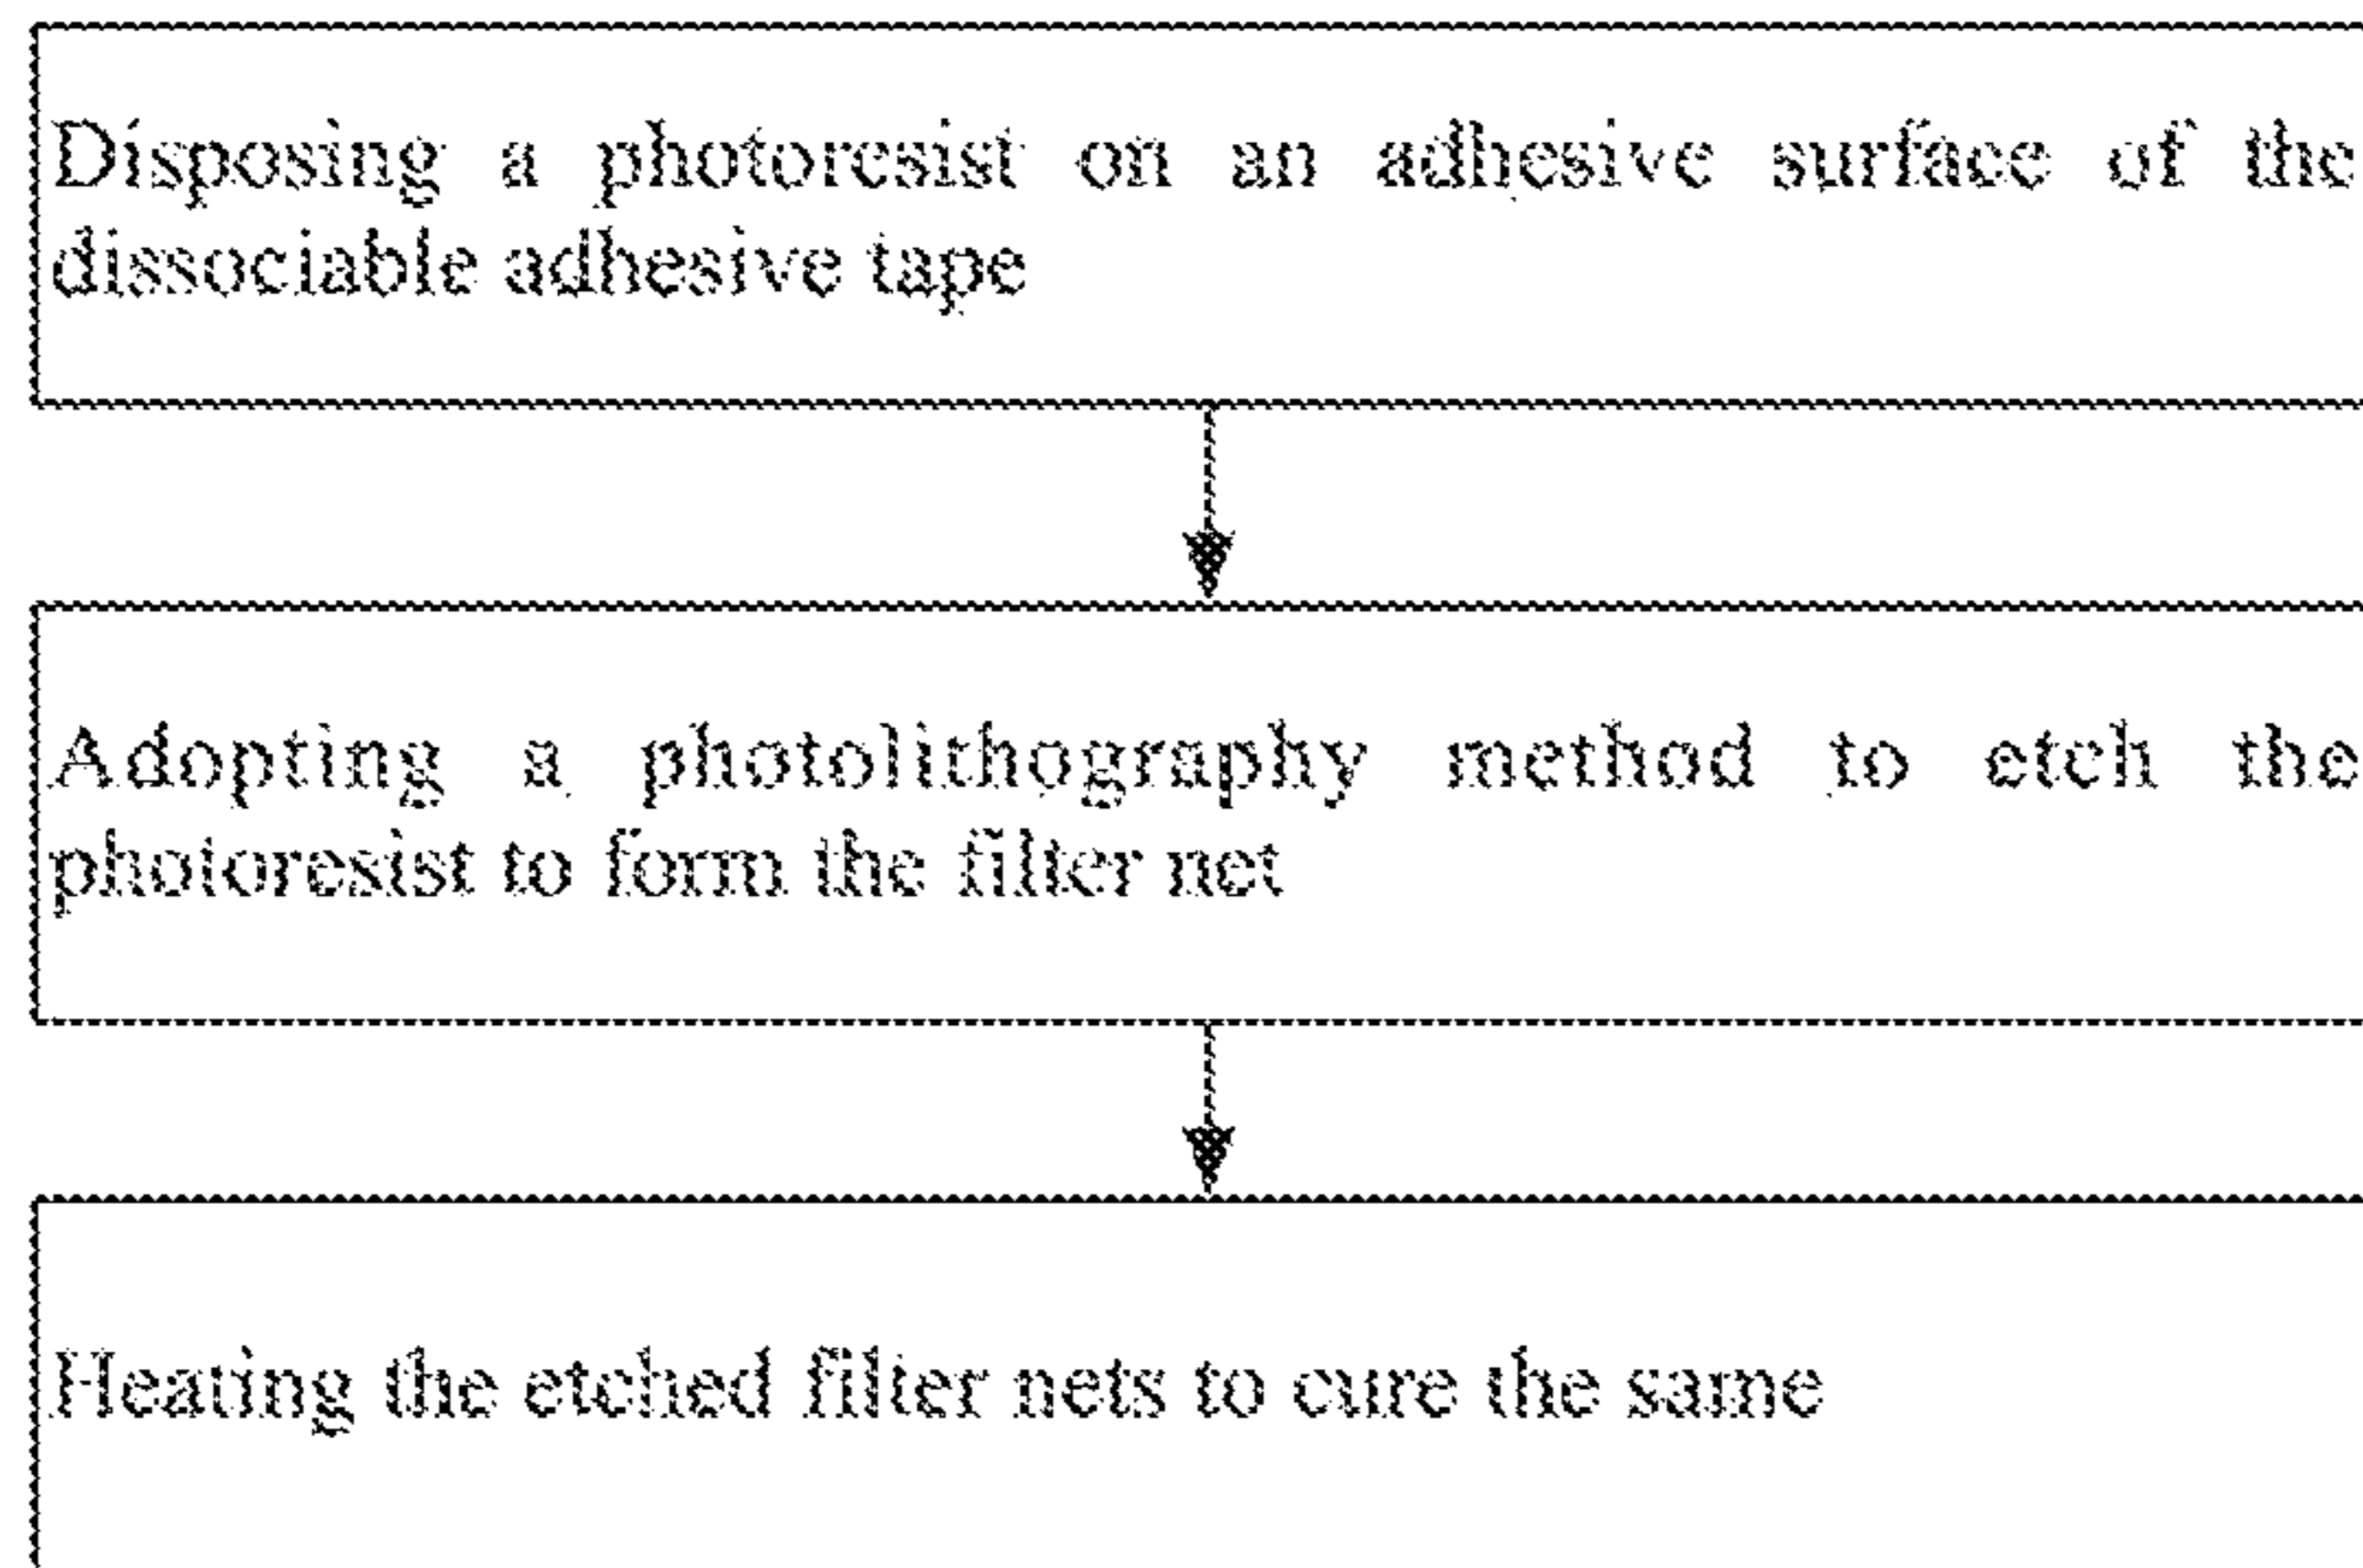 Disposing a photoresist on an adhesive surface of the
dissociable adhesive tape
Adopting a photolithography method to etch the
photoresist to form the filter net
Heating the etched filter nets to cure the same